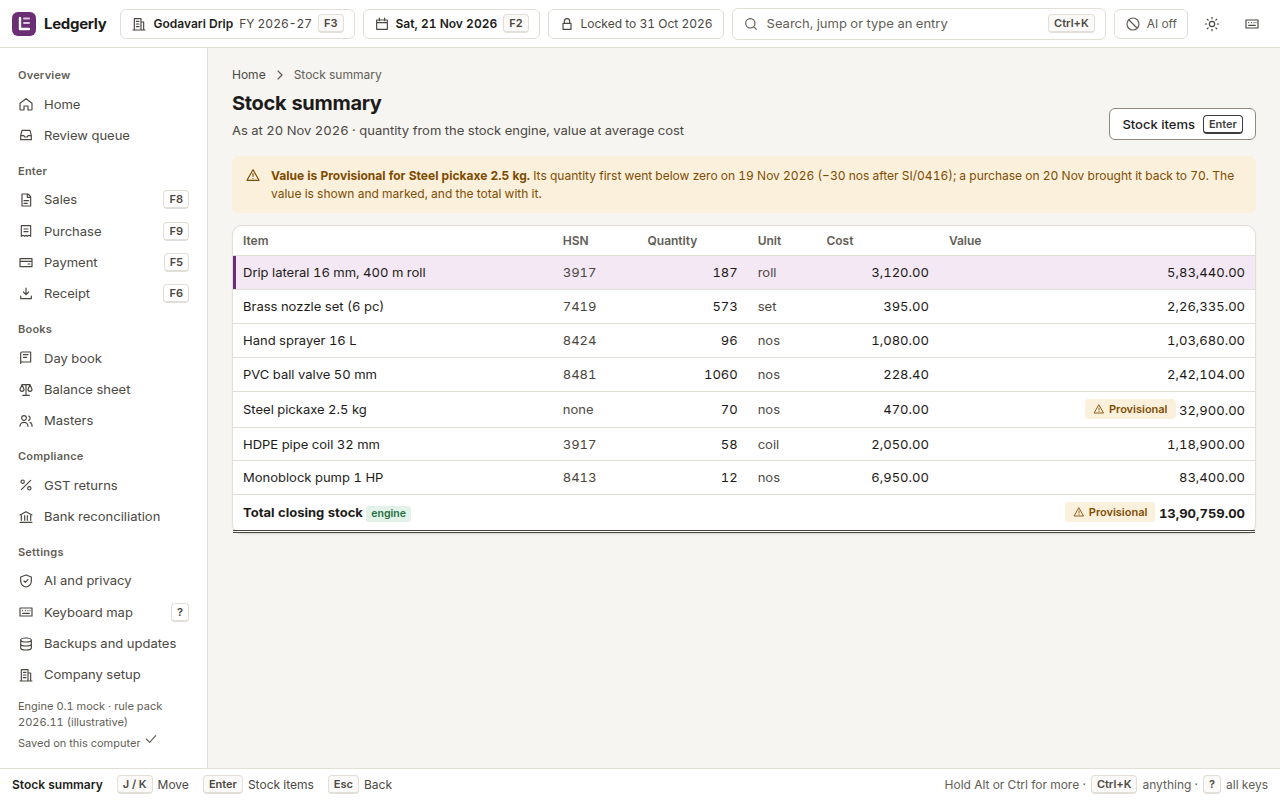 Ledgerly
Godavari Drip FY 2026-27 F3
Sat, 21 Nov 2026 F2
Locked to 31 Oct 2026
Search, jump or type an entry Ctrl+K
AI off
Overview
Home
Review queue
Enter
Sales F8
Purchase F9
Payment F5
Receipt F6
Books
Day book
Balance sheet
Masters
Compliance
GST returns
Bank reconciliation
Settings
AI and privacy
Keyboard map ?
Backups and updates
Company setup
Engine 0.1 mock · rule pack
2026.11 (illustrative)
Saved on this computer
Home Stock summary
Stock summary
As at 20 Nov 2026 · quantity from the stock engine, value at average cost
Stock items Enter
Value is Provisional for Steel pickaxe 2.5 kg. Its quantity first went below zero on 19 Nov 2026 (−30 nos after SI/0416); a purchase on 20 Nov brought it back to 70. The
value is shown and marked, and the total with it.
Item HSN Quantity Unit Cost Value
Drip lateral 16 mm, 400 m roll 3917 187 roll 3,120.00 5,83,440.00
Brass nozzle set (6 pc) 7419 573 set 395.00 2,26,335.00
Hand sprayer 16 L 8424 96 nos 1,080.00 1,03,680.00
PVC ball valve 50 mm 8481 1060 nos 228.40 2,42,104.00
Steel pickaxe 2.5 kg none 70 nos 470.00 Provisional 32,900.00
HDPE pipe coil 32 mm 3917 58 coil 2,050.00 1,18,900.00
Monoblock pump 1 HP 8413 12 nos 6,950.00 83,400.00
Total closing stock engine Provisional 13,90,759.00
Stock summary J / K Move Enter Stock items Esc Back
Hold Alt or Ctrl for more · Ctrl+K anything · ? all keys